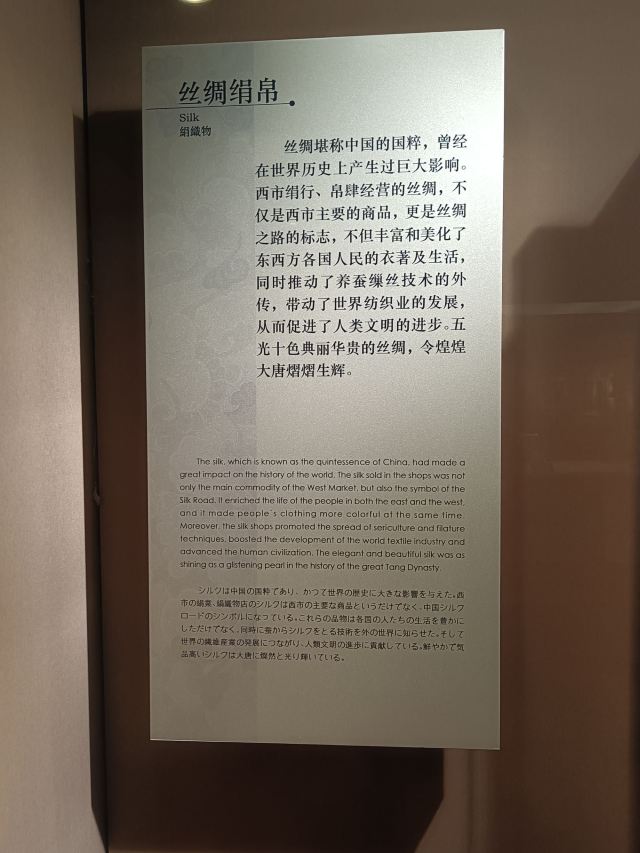 丝绸绢帛
Silk
絹織物
丝绸堪称中国的国粹，曾经
在世界历史上产生过巨大影响。
西市绢行、帛肆经营的丝绸，不
仅是西市主要的商品，更是丝绸
之路的标志，不但丰富和美化了
东西方各国人民的衣著及生活，
同时推动了养蚕缫丝技术的外
传，带动了世界纺织业的发展，
从而促进了人类文明的进步。五
光十色典丽华贵的丝绸，令煌煌
大唐熠熠生辉。
The silk, which is known as the quintessence of China, had made a
great impact on the history of the world. The silk sold in the shops was not
only the main commodity of the West Market, but also the symbol of the
Silk Road. It enriched the life of the people in both the east and the west,
and it made people`s clothing more colorful at the same time.
Moreover, the silk shops promoted the spread of sericulture and filature
techniques, boosted the development of the world textile industry and
advanced the human civilization. The elegant and beautiful silk was as
shining as a glistening pearl in the history of the great Tang Dynasty.
シルクは中国の国粋であり、かつて世界の歴史に大きな影響を与えた。西
市の絹業、絹織物店のシルクは西市の主要な商品というだけでなく、中国シルク
ロードのシンボルになっている。これらの品物は各国の人たちの生活を豊かに
しただけでなく、同時に蚕からシルクをとる技術を外の世界に知らせた。そして
世界の繊維産業の発展につながり、人類文明の進歩に貢献している。鮮やかで気
品高いシルクは大唐に燦然と光り輝いている。